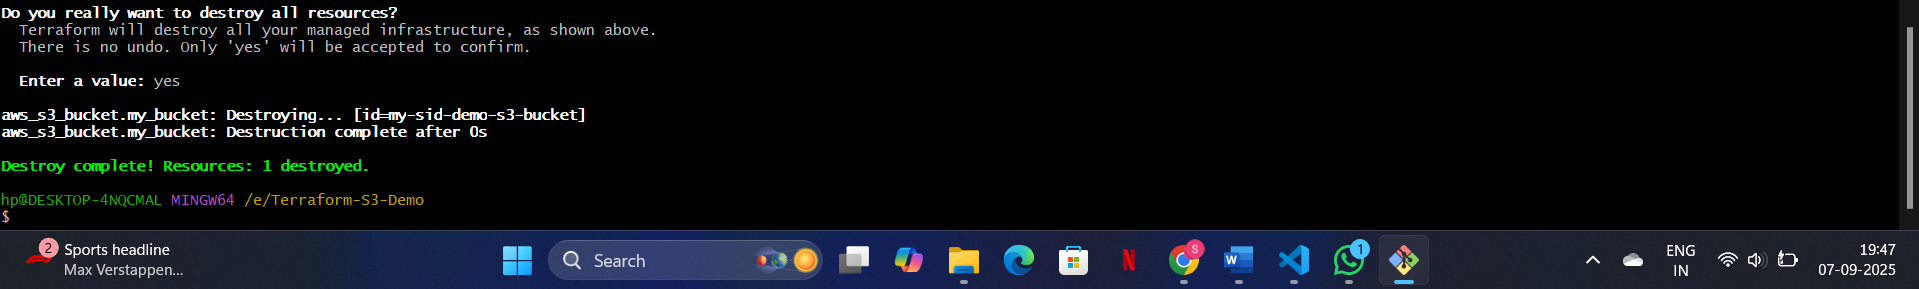 Do you really want to destroy all resources?
Terraform will destroy all your managed infrastructure, as shown above.
There is no undo. Only 'yes' will be accepted to confirm.
Enter a value: yes
aws_s3_bucket.my_bucket: Destroying... [id=my-sid-demo-s3-bucket]
aws_s3_bucket.my_bucket: Destruction complete after 0s
Destroy complete! Resources: 1 destroyed.
hp@DESKTOP-4NQCMAL MINGW64 /e/Terraform-S3-Demo
$
2
Sports headline
Max Verstappen...
Search
N
S
W
1
ENG
IN
19:47
07-09-2025